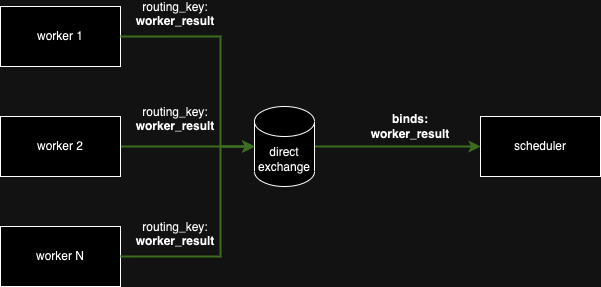 routing_key:
worker_result
worker 1
routing_key:
worker_result
worker 2
direct
exchange
binds:
worker_result
scheduler
routing_key:
worker_result
worker N